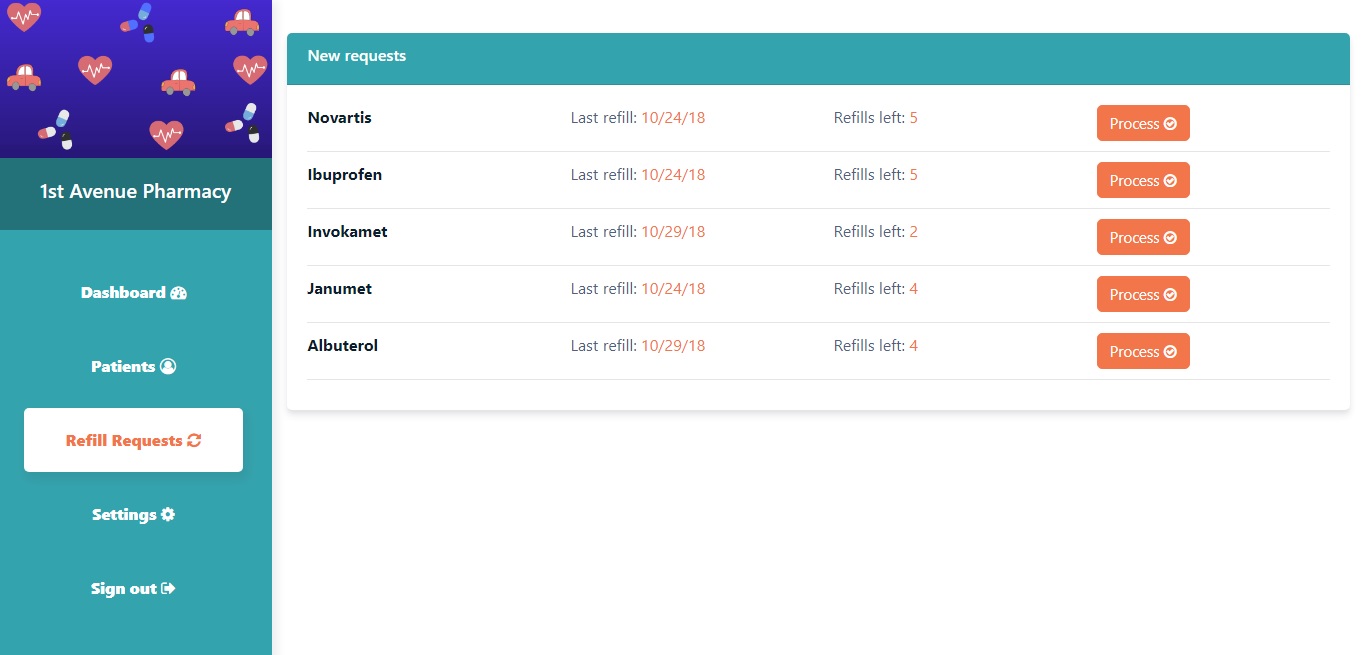 1st Avenue Pharmacy
Dashboard
Patients
Refill Requests
Settings
Sign out
New requests
Novartis Last refill: 10/24/18 Refills left: 5 Process
Ibuprofen Last refill: 10/24/18 Refills left: 5 Process
Invokamet Last refill: 10/29/18 Refills left: 2 Process
Janumet Last refill: 10/24/18 Refills left: 4 Process
Albuterol Last refill: 10/29/18 Refills left: 4 Process